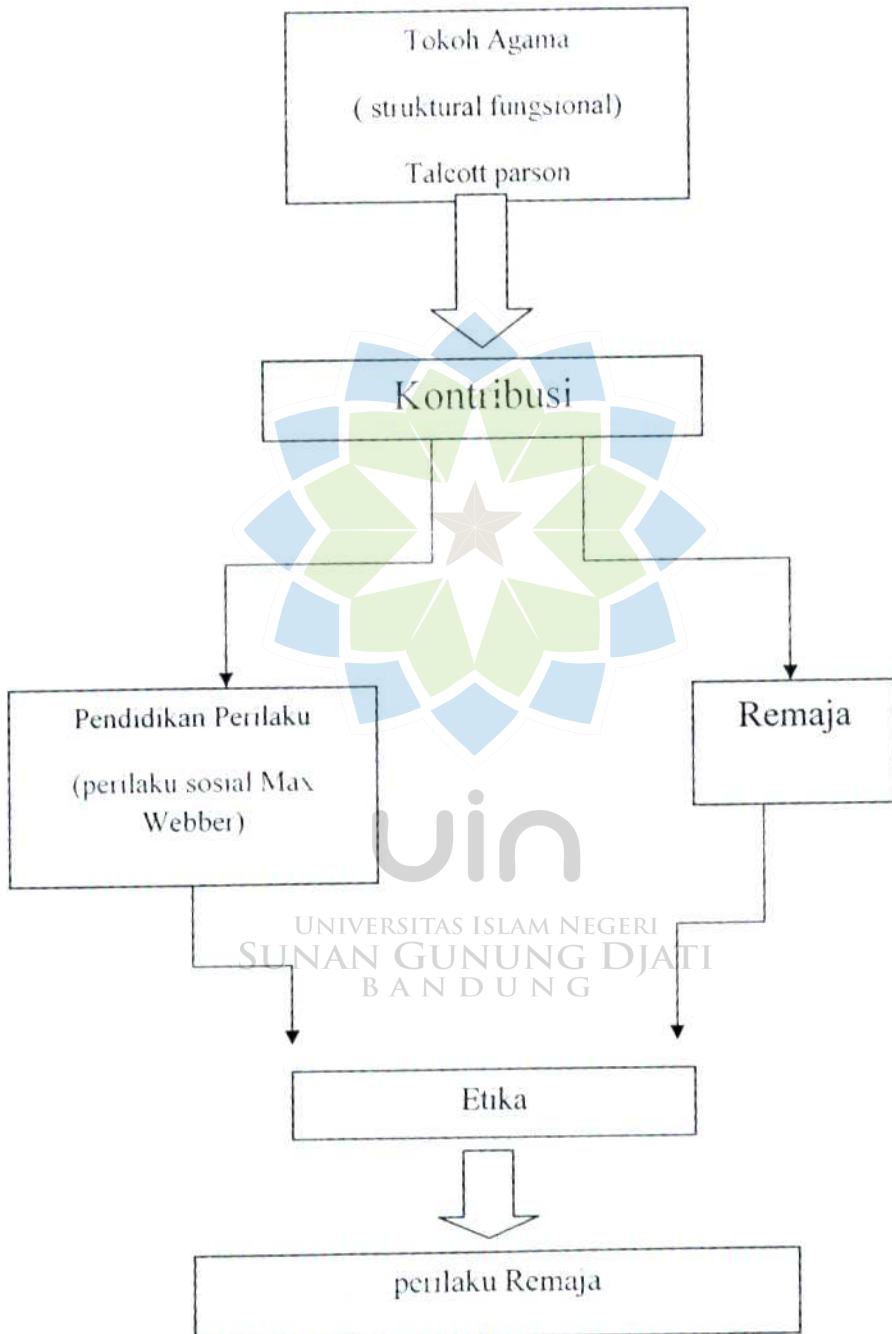 Tokoh Agama
( struktural fungsional)
Talcott parson
Kontribusi
Pendidikan Perilaku
(perilaku sosial Max
Webber)
Remaja
uin
UNIVERSITAS ISLAM NEGERI
SUNAN GUNUNG DJATI
BANDUNG
Etika
perilaku Remaja